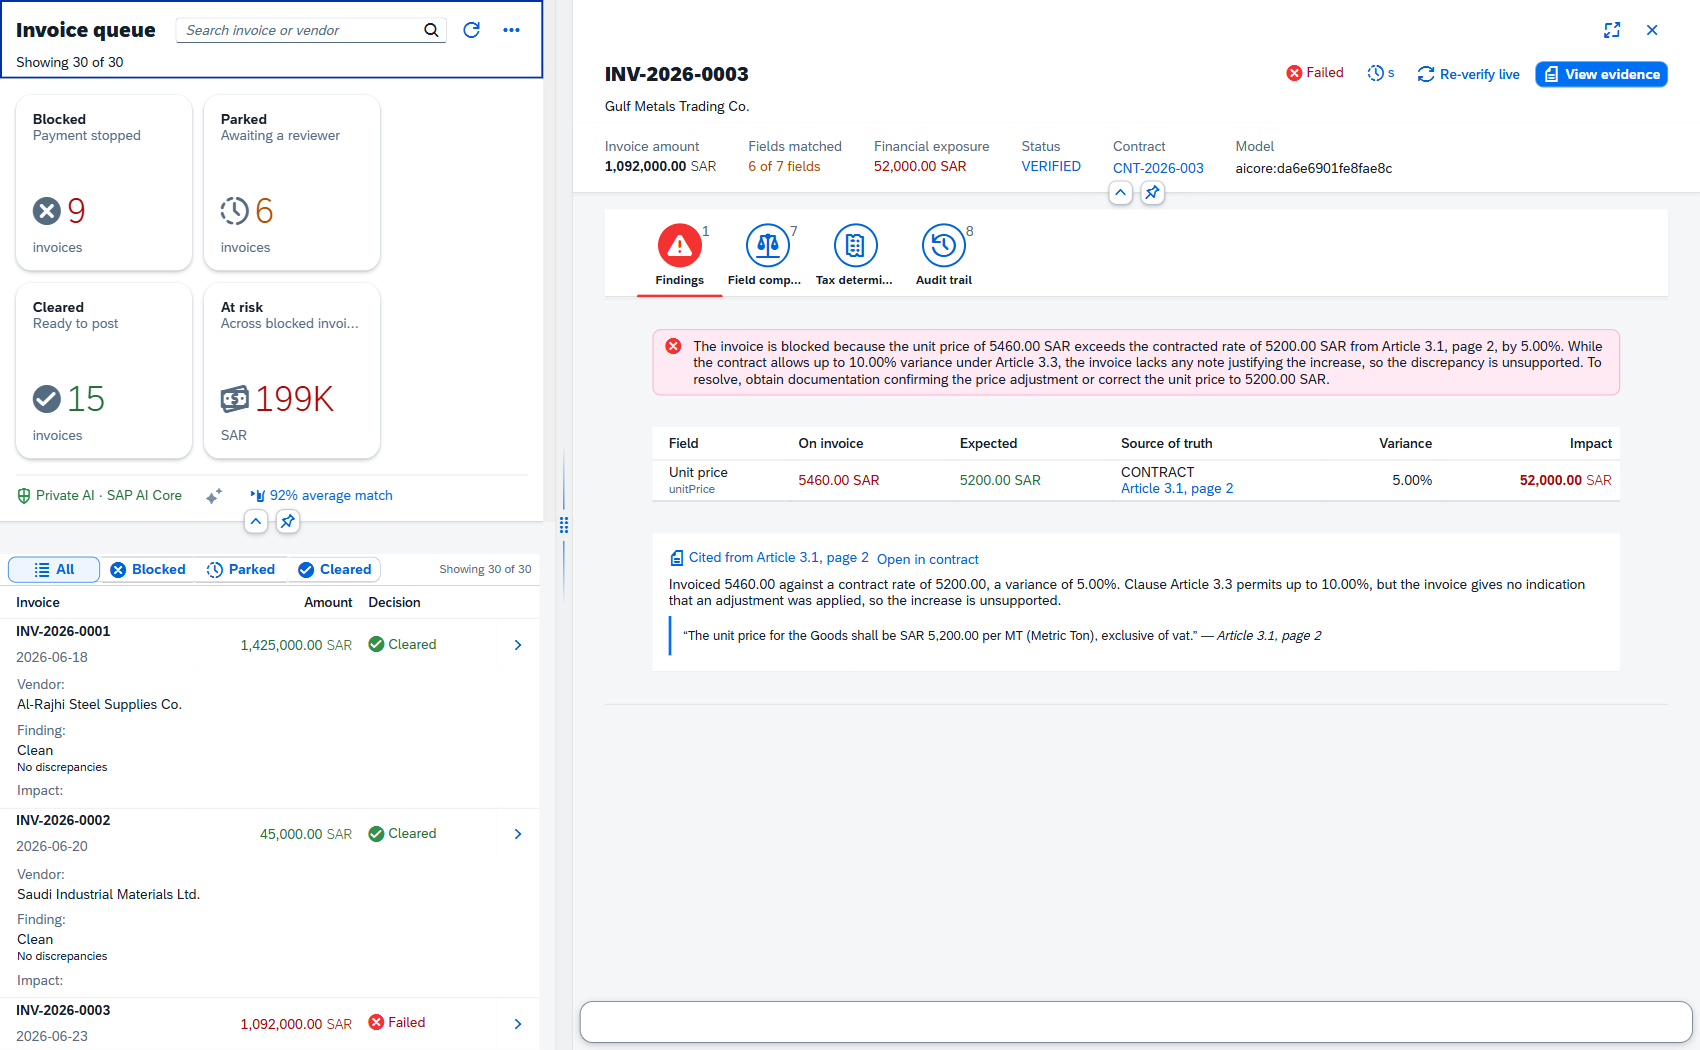 Invoice queue
Search invoice or vendor
Showing 30 of 30
Blocked
Payment stopped
9
invoices
Parked
Awaiting a reviewer
6
invoices
Cleared
Ready to post
15
invoices
At risk
Across blocked invoi...
199K
SAR
Private AI · SAP AI Core
92% average match
All
Blocked
Parked
Cleared
Showing 30 of 30
Invoice Amount Decision
INV-2026-0001
2026-06-18
1,425,000.00 SAR
Cleared
Vendor:
Al-Rajhi Steel Supplies Co.
Finding:
Clean
No discrepancies
Impact:
INV-2026-0002
2026-06-20
45,000.00 SAR
Cleared
Vendor:
Saudi Industrial Materials Ltd.
Finding:
Clean
No discrepancies
Impact:
INV-2026-0003
2026-06-23
1,092,000.00 SAR
Failed
INV-2026-0003
Failed
s
Re-verify live
View evidence
Gulf Metals Trading Co.
Invoice amount
1,092,000.00 SAR
Fields matched
6 of 7 fields
Financial exposure
52,000.00 SAR
Status
VERIFIED
Contract
CNT-2026-003
Model
aicore:da6e6901fe8fae8c
1
Findings
7
Field comp...
Tax determi...
8
Audit trail
The invoice is blocked because the unit price of 5460.00 SAR exceeds the contracted rate of 5200.00 SAR from Article 3.1, page 2, by 5.00%. While
the contract allows up to 10.00% variance under Article 3.3, the invoice lacks any note justifying the increase, so the discrepancy is unsupported. To
resolve, obtain documentation confirming the price adjustment or correct the unit price to 5200.00 SAR.
Field On invoice Expected Source of truth Variance Impact
Unit price
unitPrice
5460.00 SAR
5200.00 SAR
CONTRACT
Article 3.1, page 2
5.00%
52,000.00 SAR
Cited from Article 3.1, page 2 Open in contract
Invoiced 5460.00 against a contract rate of 5200.00, a variance of 5.00%. Clause Article 3.3 permits up to 10.00%, but the invoice gives no indication
that an adjustment was applied, so the increase is unsupported.
“The unit price for the Goods shall be SAR 5,200.00 per MT (Metric Ton), exclusive of vat.” — Article 3.1, page 2